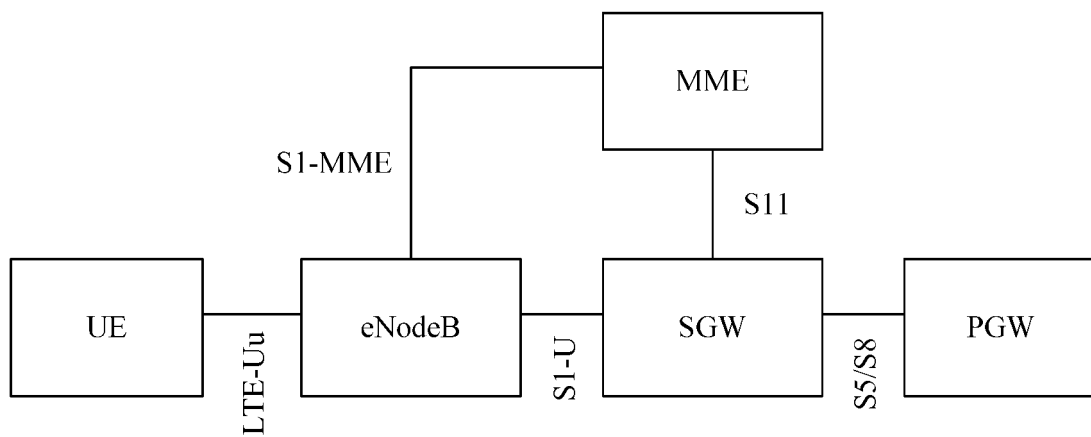 MME
S1-MME
S11
UE
eNodeB
SGW
PGW
LTE-Uu
S1-U
S5/S8